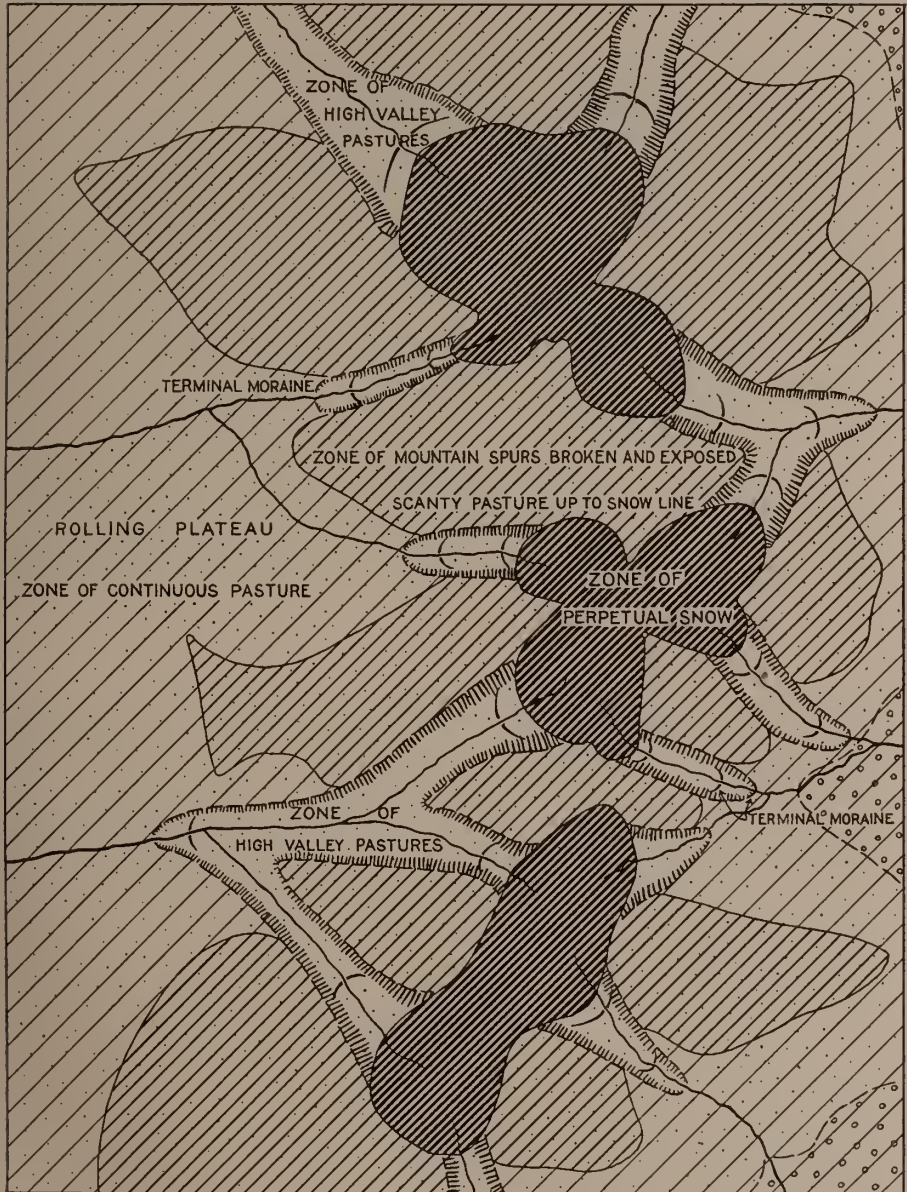 ZONE OF
HIGH VALLEY
PASTURES
TERMINAL MORAINE
ZONE OF MOUNTAIN SPURS BROKEN AND EXPOSED
SCANTY PASTURE UP TO SNOW LINE
ROLLING PLATEAU
ZONE OF CONTINUOUS PASTURE
ZONE OF
PERPETUAL SNOW
ZONE OF
HIGH VALLEY PASTURES
TERMINAL MORAINE